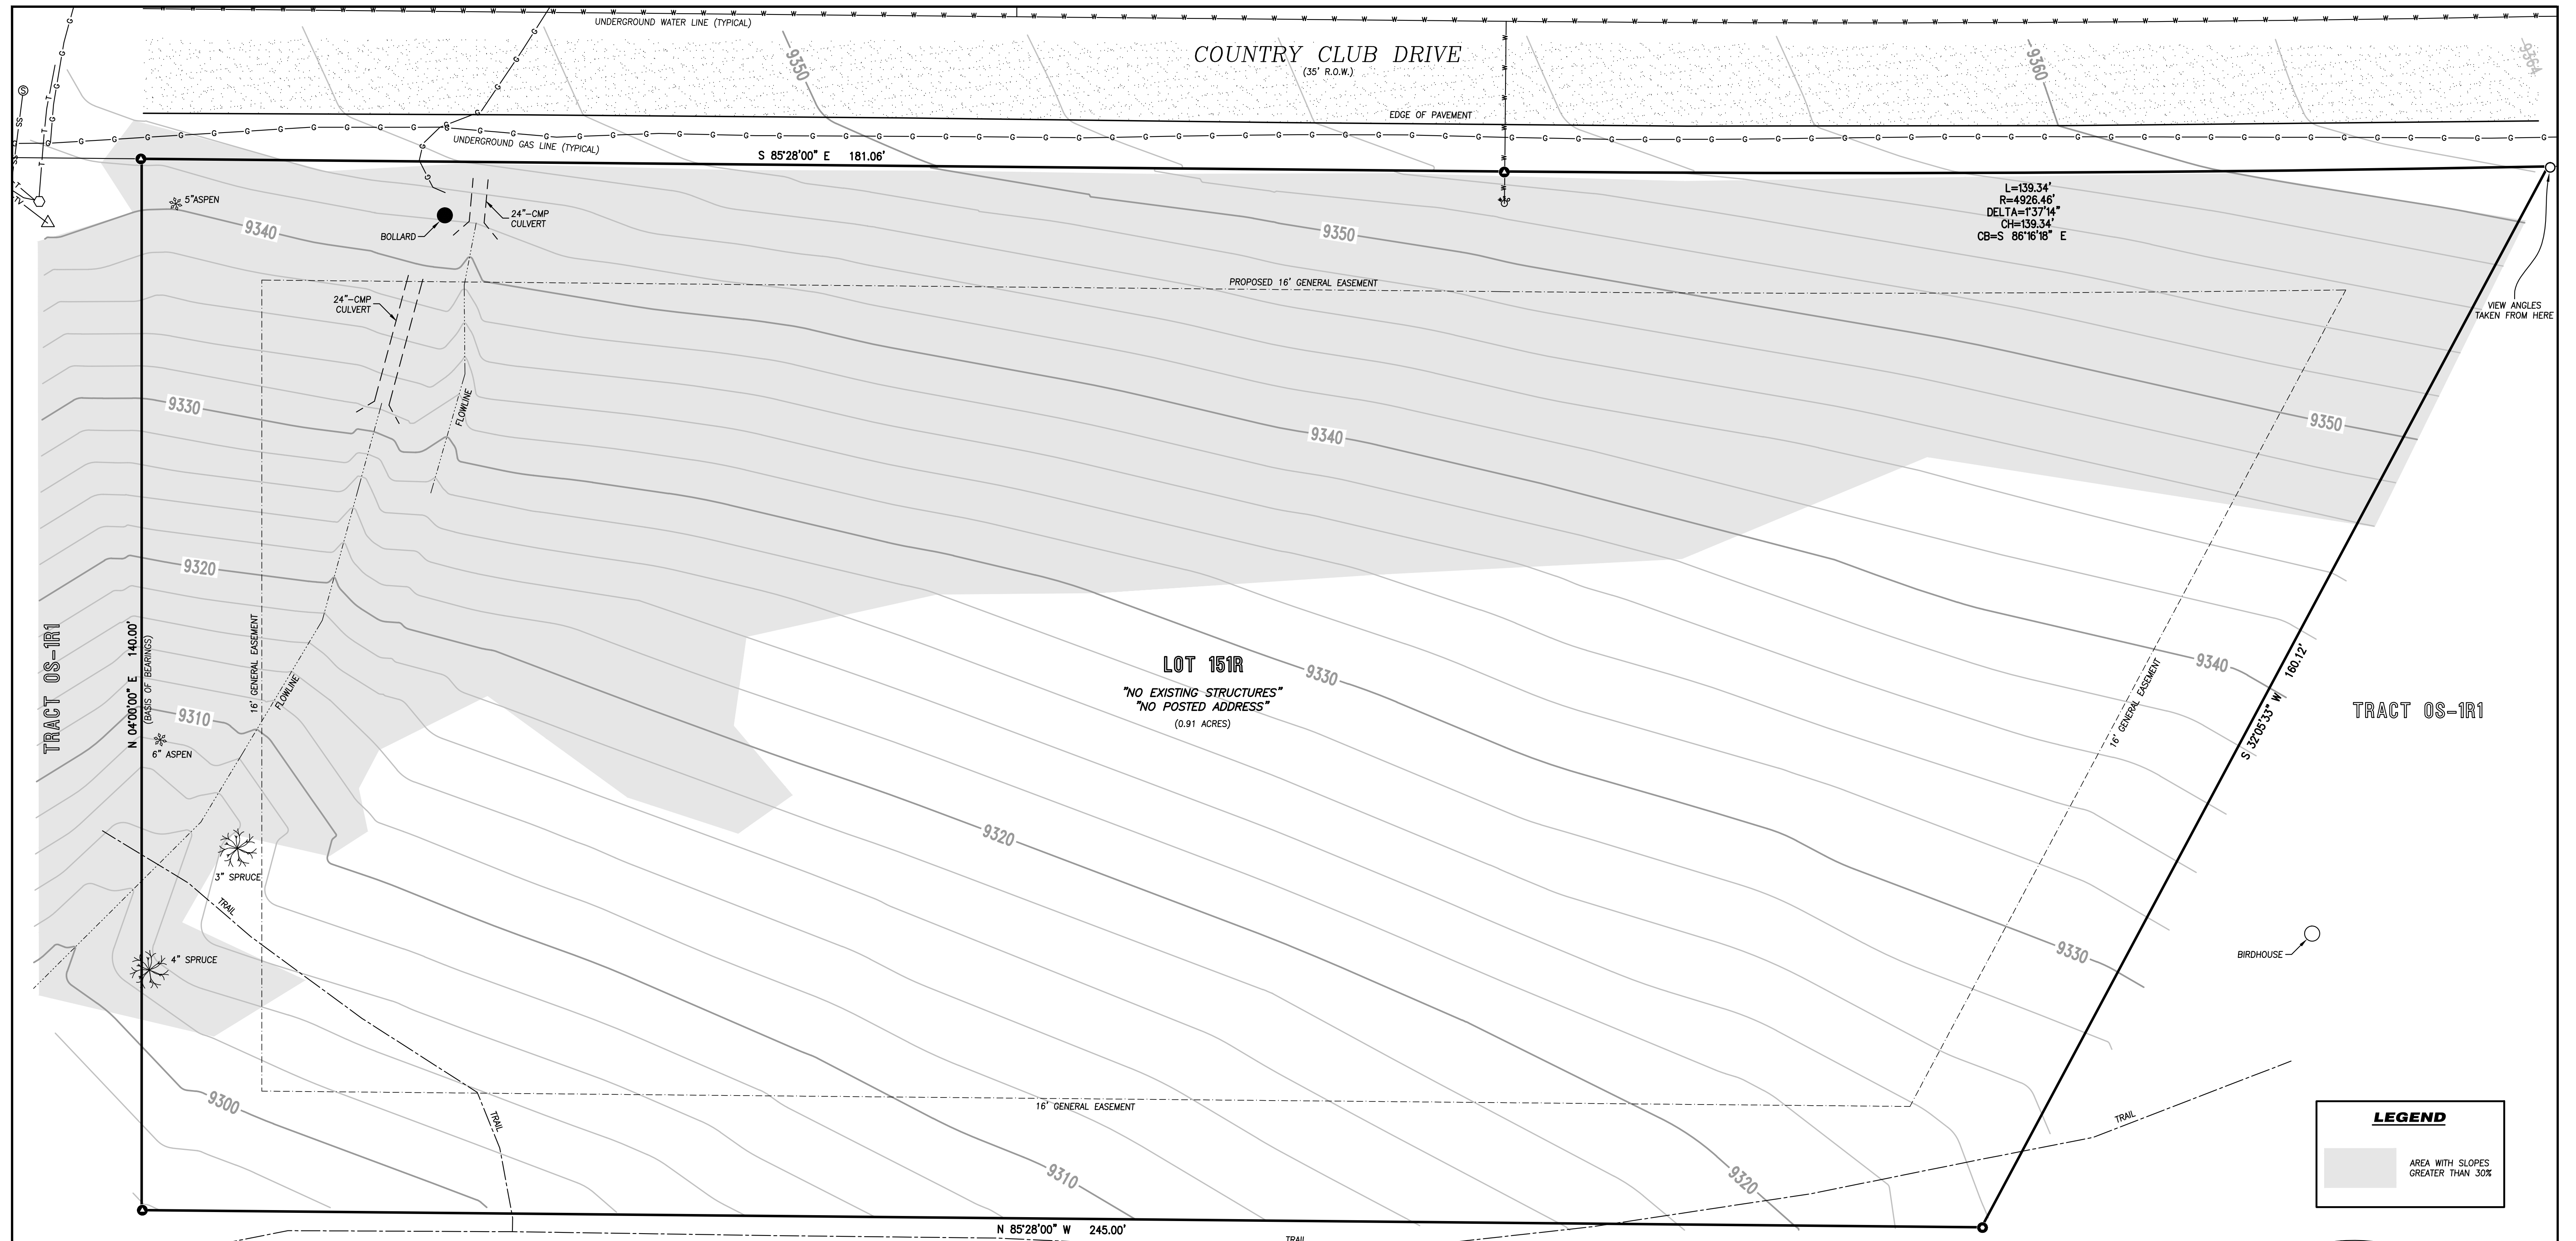 UNDERGROUND WATER LINE (TYPICAL)
COUNTRY CLUB DRIVE
(35' R.O.W.)
9350
9360
9364
EDGE OF PAVEMENT
UNDERGROUND GAS LINE (TYPICAL)
S 85°28'00" E 181.06'
L=139.34'
R=4926.46'
DELTA=1°37'14"
CH=139.34'
CB=S 86°16'18" E
5"ASPEN
9340
BOLLARD
24"-CMP
CULVERT
9350
PROPOSED 16' GENERAL EASEMENT
24"-CMP
CULVERT
VIEW ANGLES
TAKEN FROM HERE
9330
FLOWLINE
9340
9350
9320
TRACT OS-1R1
N 04°00'00" E 140.00'
(BASIS OF BEARINGS)
16' GENERAL EASEMENT
FLOWLINE
LOT 151R
"NO EXISTING STRUCTURES"
"NO POSTED ADDRESS"
(0.91 ACRES)
9330
9340
16' GENERAL EASEMENT
S 32°05'33" W 160.12'
TRACT OS-1R1
9310
6" ASPEN
9320
3" SPRUCE
TRAIL
4" SPRUCE
9330
BIRDHOUSE
9300
TRAIL
16' GENERAL EASEMENT
9310
9320
TRAIL
N 85°28'00" W 245.00'
TRAIL
LEGEND
AREA WITH SLOPES
GREATER THAN 30%